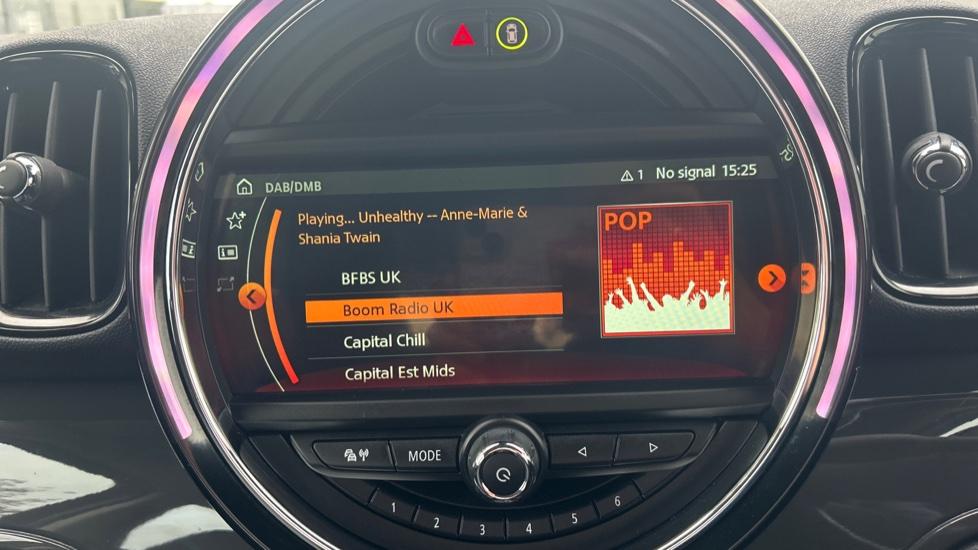 DAB/DMB
1 No signal 15:25
Playing... Unhealthy -- Anne-Marie &
Shania Twain
POP
BFBS UK
Boom Radio UK
Capital Chill
Capital Est Mids
MODE
1 2 3 4 5 6